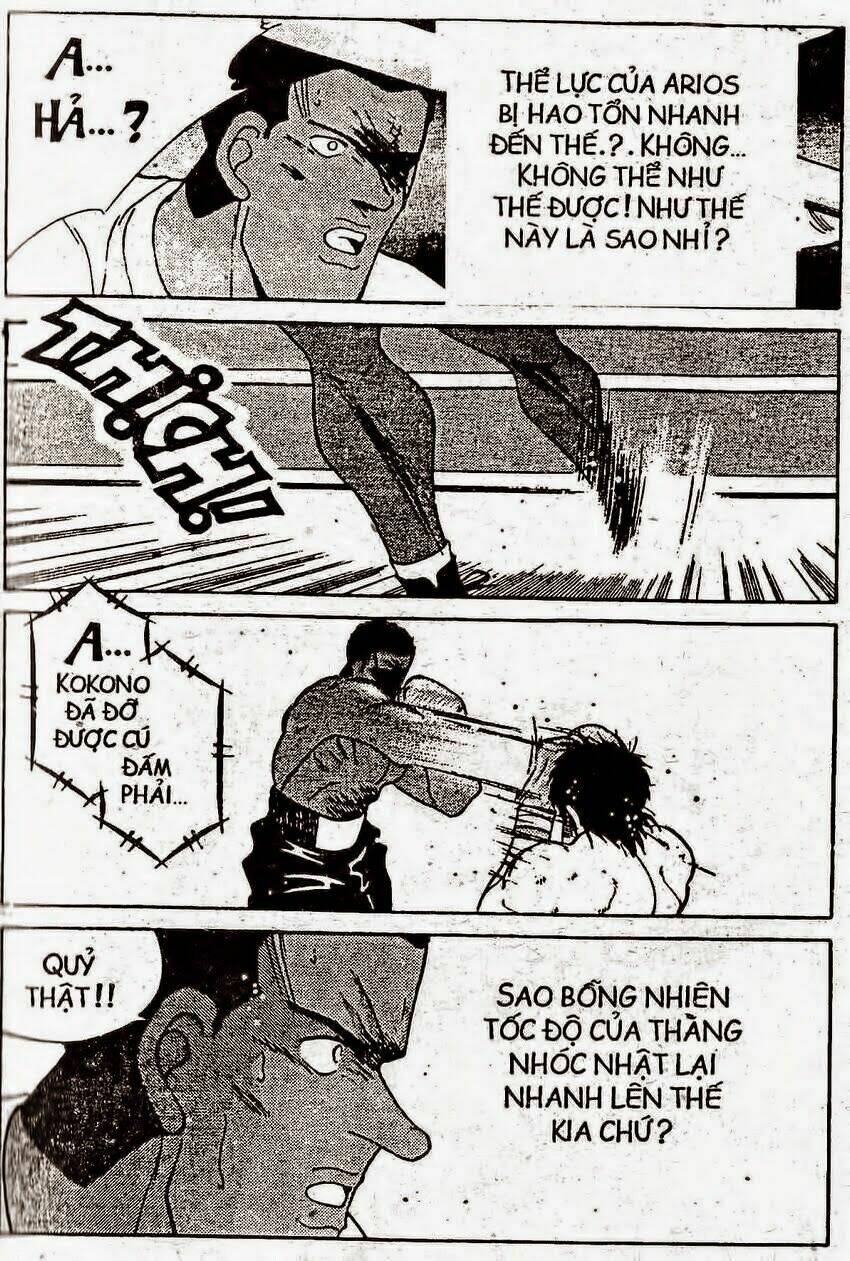 A...
HẢ...?
THỂ LỰC CỦA ARIOS
BỊ HAO TỔN NHANH
ĐẾN THẾ.?. KHÔNG...
KHÔNG THỂ NHƯ
THẾ ĐƯỢC! NHƯ THẾ
NÀY LÀ SAO NHỈ?
THỊCH!
A...
KOKONO
ĐÃ ĐỠ
ĐƯỢC CÚ
ĐẤM
PHẢI...
QUỶ
THẬT!!
SAO BỖNG NHIÊN
TỐC ĐỘ CỦA THẰNG
NHÓC NHẬT LẠI
NHANH LÊN THẾ
KIA CHỨ?